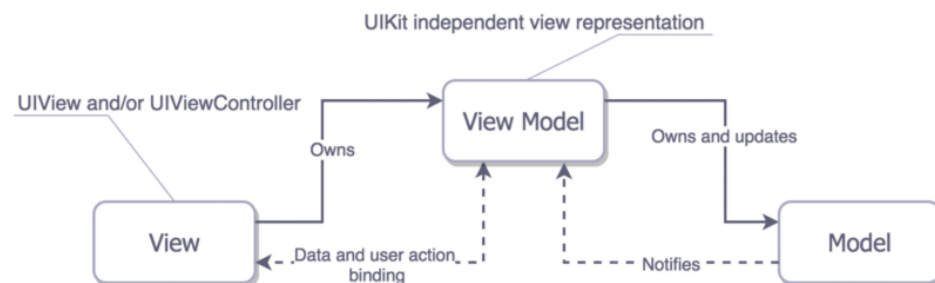 UIKit independent view representation
UIView and/or UIViewController
View Model
Owns
Owns and updates
View
Data and user action
binding
Notifies
Model